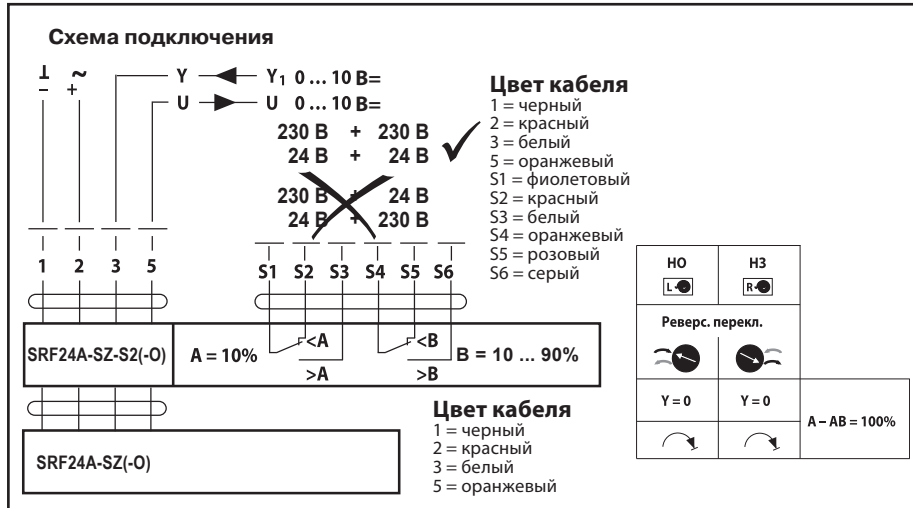 Схема подключения
⊥ ~
− +
Y Y₁ 0 ... 10 В=
U U 0 ... 10 В=
230 В + 230 В
24 В + 24 В
230 В + 24 В
24 В + 230 В
Цвет кабеля
1 = черный
2 = красный
3 = белый
5 = оранжевый
S1 = фиолетовый
S2 = красный
S3 = белый
S4 = оранжевый
S5 = розовый
S6 = серый
1 2 3 5 S1 S2 S3 S4 S5 S6
SRF24A-SZ-S2(-O)
A = 10% <A >A <B >B B = 10 ... 90%
SRF24A-SZ(-O)
Цвет кабеля
1 = черный
2 = красный
3 = белый
5 = оранжевый
НО НЗ
L R
Реверс. перекл.
Y = 0 Y = 0
A – AB = 100%